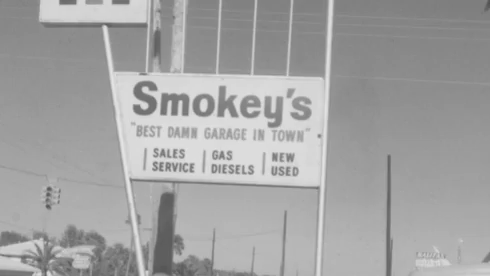 Smokey's
"BEST DAMN GARAGE IN TOWN"
SALES GAS NEW
SERVICE DIESELS USED